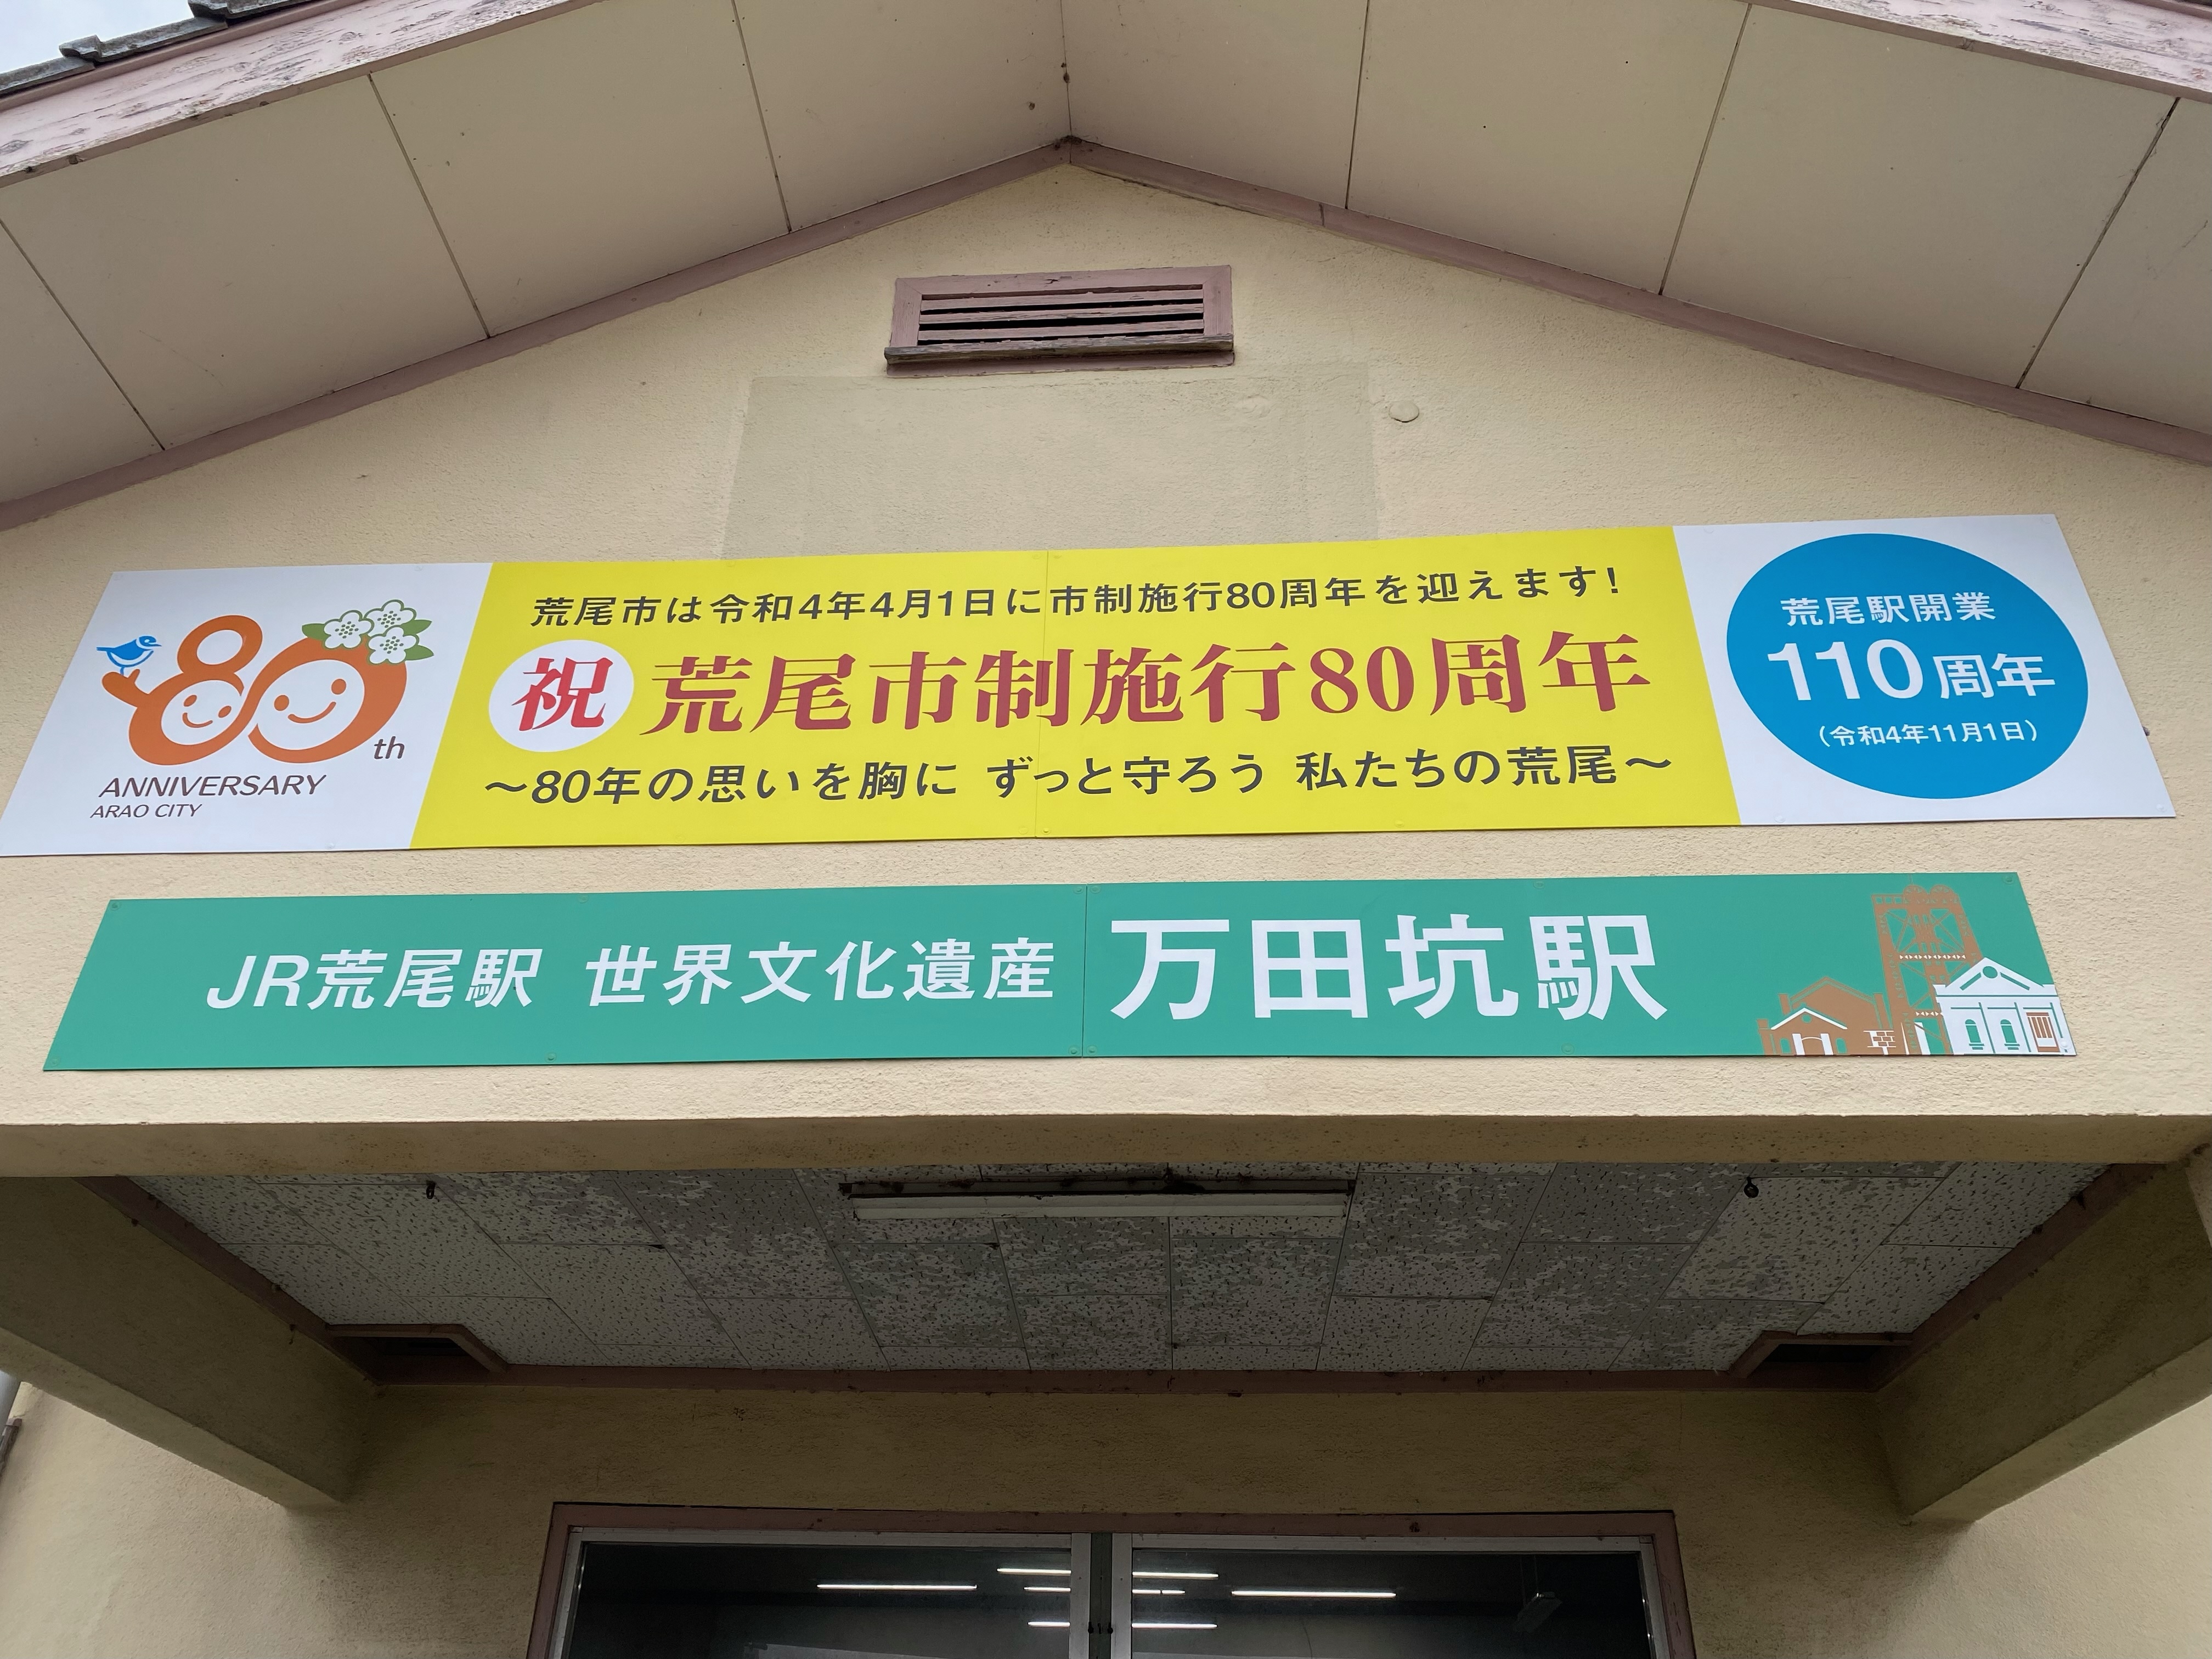 80th
ANNIVERSARY
ARAO CITY
荒尾市は令和4年4月1日に市制施行80周年を迎えます!
祝 荒尾市制施行80周年
～80年の思いを胸に ずっと守ろう 私たちの荒尾～
荒尾駅開業
110周年
(令和4年11月1日)
JR荒尾駅 世界文化遺産 万田坑駅